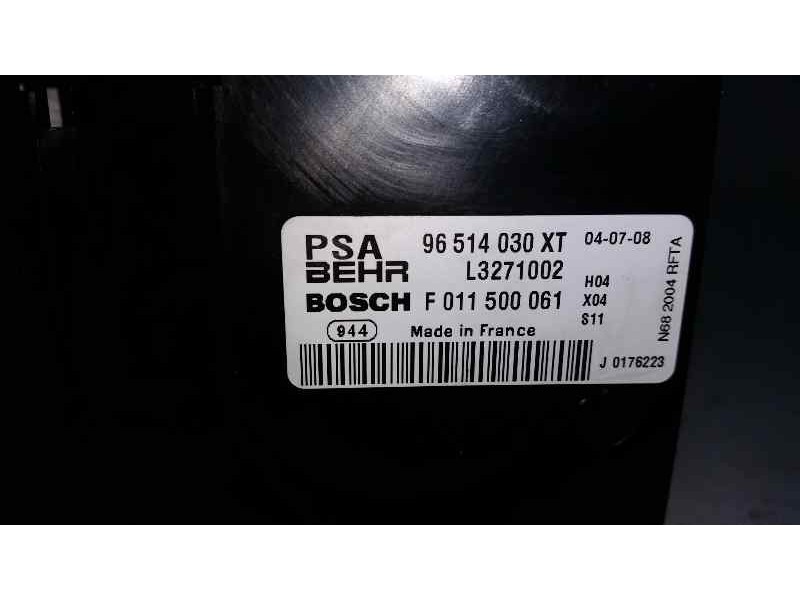 PSA 96 514 030 XT 04-07-08
BEHR L3271002
BOSCH F 011 500 061
H04
X04
S11
944 Made in France
J 0176223
N68 2004 RFTA